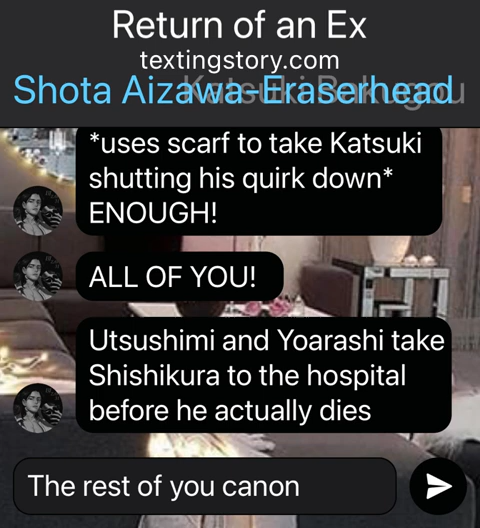 Return of an Ex
textingstory.com
Shota Aizawa-Eraserhead
Katsuki Bakugou
*uses scarf to take Katsuki
shutting his quirk down*
ENOUGH!
ALL OF YOU!
Utsushimi and Yoarashi take
Shishikura to the hospital
before he actually dies
The rest of you canon